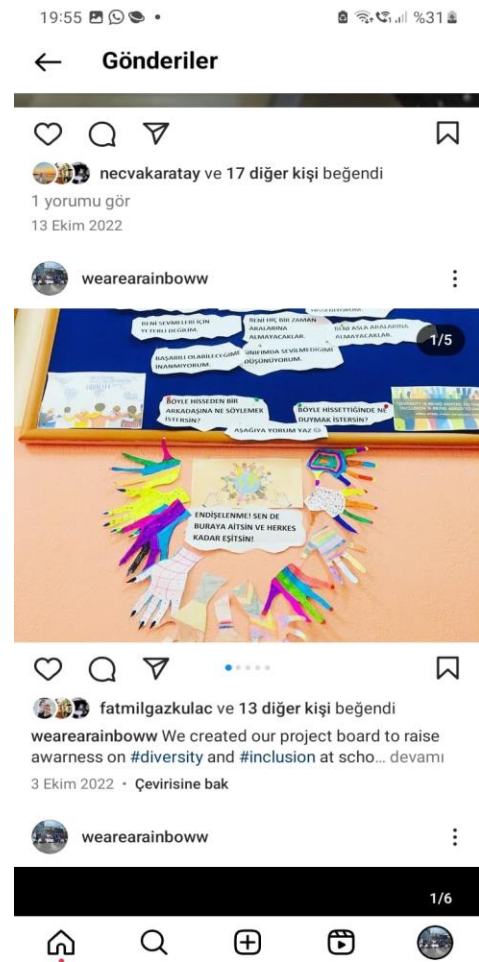 19:55
%31
Gönderiler
necvakaratay ve 17 diğer kişi beğendi
1 yorumu gör
13 Ekim 2022
wearearainboww
1/5
BENİ SEVMELERİ İÇİN
YETERLİ DEĞİLİM.
BENİ HİÇ BİR ZAMAN
ARALARINA
ALMAYACAKLAR.
BENİ ASLA ARALARINA
ALMAYACAKLAR.
BAŞARILI OLABİLECEĞİME
İNANMIYORUM.
SINIFIMDA SEVİLMEDİĞİMİ
DÜŞÜNÜYORUM.
BÖYLE HİSSEDEN BİR
ARKADAŞINA NE SÖYLEMEK
İSTERSİN?
BÖYLE HİSSETTİĞİNDE NE
DUYMAK İSTERSİN?
AŞAĞIYA YORUM YAZ
ENDİŞELENME! SEN DE
BURAYA AİTSİN VE HERKES
KADAR EŞİTSİN!
fatmilgazkulac ve 13 diğer kişi beğendi
wearearainboww We created our project board to raise
awarness on #diversity and #inclusion at scho... devamı
3 Ekim 2022 • Çevirisine bak
wearearainboww
1/6